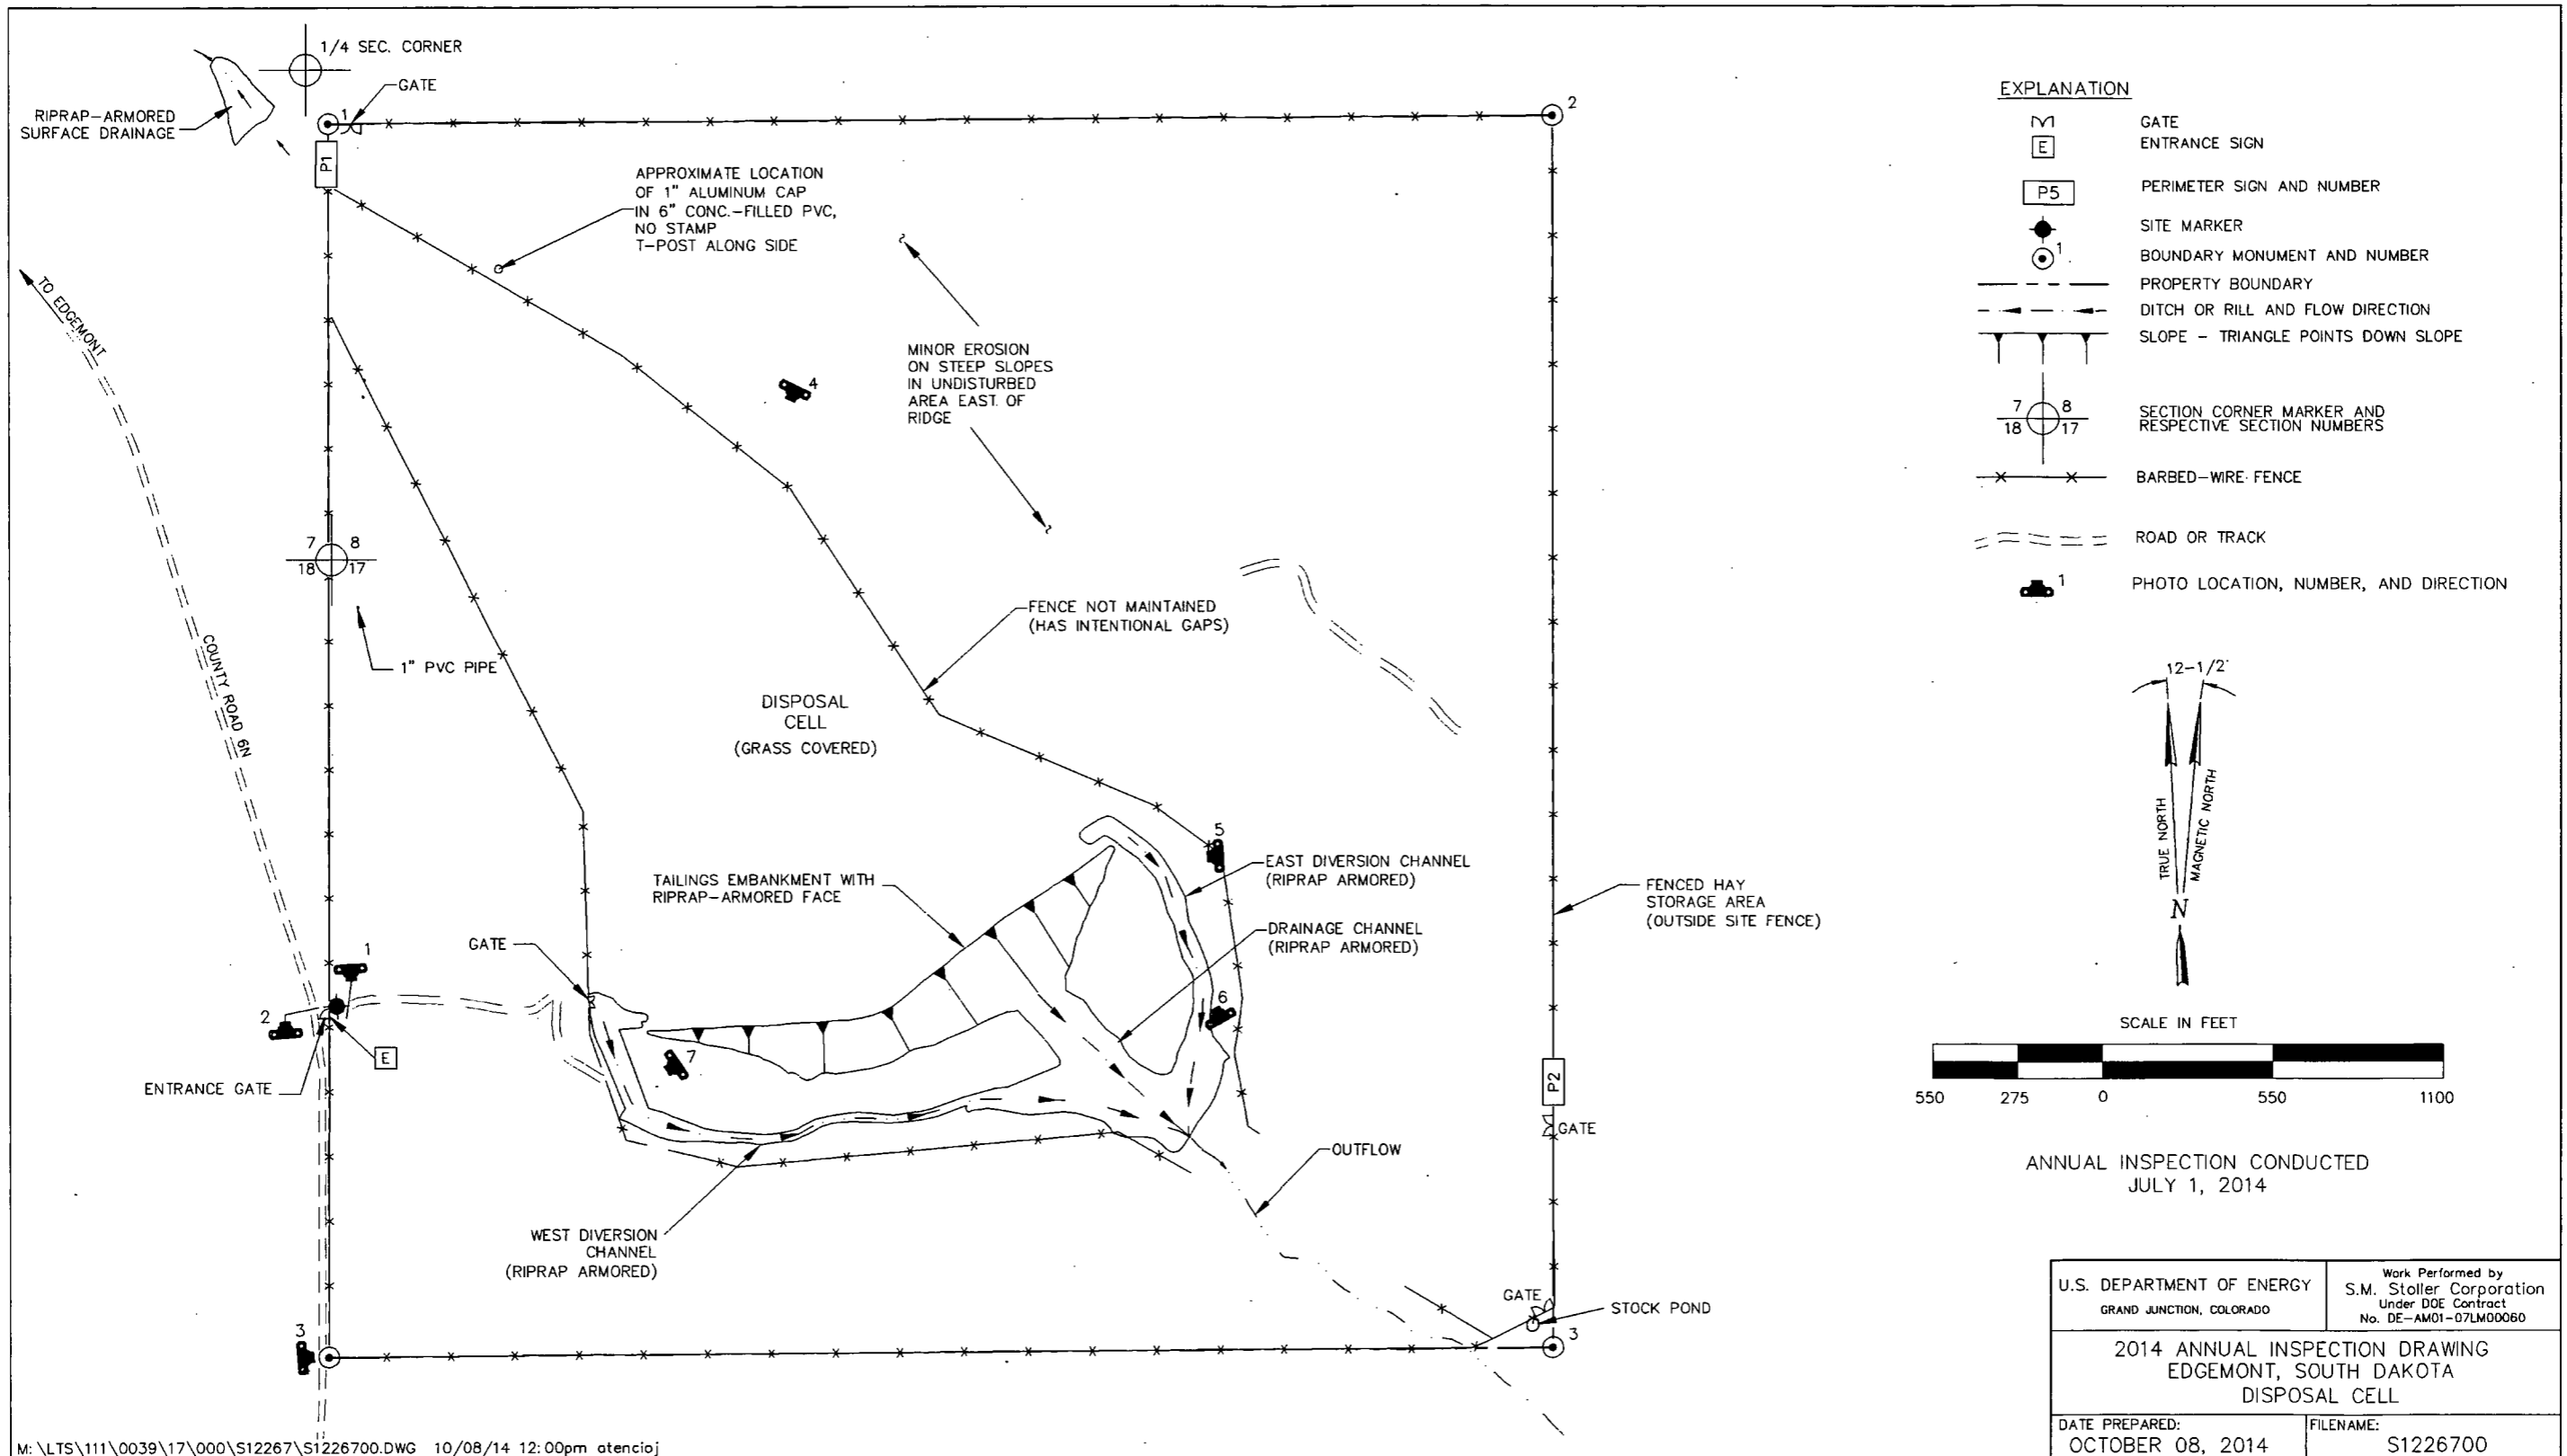 1/4 SEC. CORNER
GATE
RIPRAP-ARMORED
SURFACE DRAINAGE
1
2
P1
APPROXIMATE LOCATION
OF 1" ALUMINUM CAP
IN 6" CONC.-FILLED PVC,
NO STAMP
T-POST ALONG SIDE
TO EDGEMONT
MINOR EROSION
ON STEEP SLOPES
IN UNDISTURBED
AREA EAST. OF
RIDGE
4
7 8
18 17
1" PVC PIPE
COUNTY ROAD 6N
FENCE NOT MAINTAINED
(HAS INTENTIONAL GAPS)
DISPOSAL
CELL
(GRASS COVERED)
5
TAILINGS EMBANKMENT WITH
RIPRAP-ARMORED FACE
EAST DIVERSION CHANNEL
(RIPRAP ARMORED)
FENCED HAY
STORAGE AREA
(OUTSIDE SITE FENCE)
DRAINAGE CHANNEL
(RIPRAP ARMORED)
GATE
1
2
6
7
E
ENTRANCE GATE
P2
GATE
OUTFLOW
WEST DIVERSION
CHANNEL
(RIPRAP ARMORED)
GATE
STOCK POND
3
3
EXPLANATION
GATE
E ENTRANCE SIGN
P5 PERIMETER SIGN AND NUMBER
SITE MARKER
1 BOUNDARY MONUMENT AND NUMBER
PROPERTY BOUNDARY
DITCH OR RILL AND FLOW DIRECTION
SLOPE - TRIANGLE POINTS DOWN SLOPE
7 8
18 17
SECTION CORNER MARKER AND
RESPECTIVE SECTION NUMBERS
BARBED-WIRE FENCE
ROAD OR TRACK
1 PHOTO LOCATION, NUMBER, AND DIRECTION
12-1/2°
TRUE NORTH
MAGNETIC NORTH
N
SCALE IN FEET
550 275 0 550 1100
ANNUAL INSPECTION CONDUCTED
JULY 1, 2014
U.S. DEPARTMENT OF ENERGY
GRAND JUNCTION, COLORADO
Work Performed by
S.M. Stoller Corporation
Under DOE Contract
No. DE-AM01-07LM00060
2014 ANNUAL INSPECTION DRAWING
EDGEMONT, SOUTH DAKOTA
DISPOSAL CELL
DATE PREPARED:
OCTOBER 08, 2014
FILENAME:
S1226700
M: \LTS\111\0039\17\000\S12267\S1226700.DWG 10/08/14 12:00pm atencioj